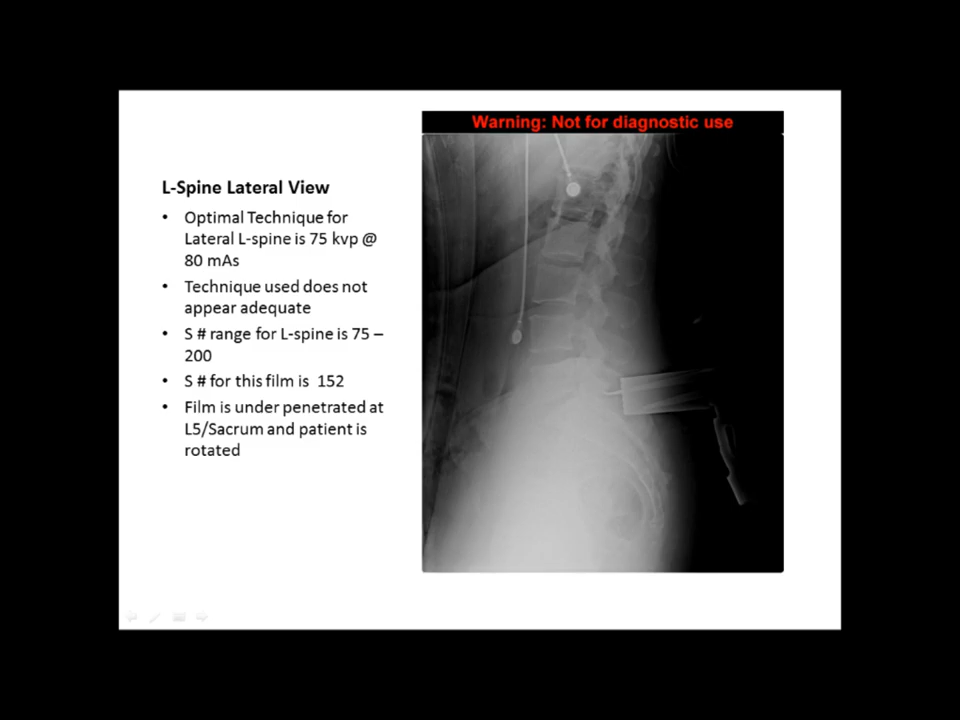 Warning: Not for diagnostic use
L-Spine Lateral View
• Optimal Technique for
Lateral L-spine is 75 kvp @
80 mAs
• Technique used does not
appear adequate
• S # range for L-spine is 75 –
200
• S # for this film is 152
• Film is under penetrated at
L5/Sacrum and patient is
rotated